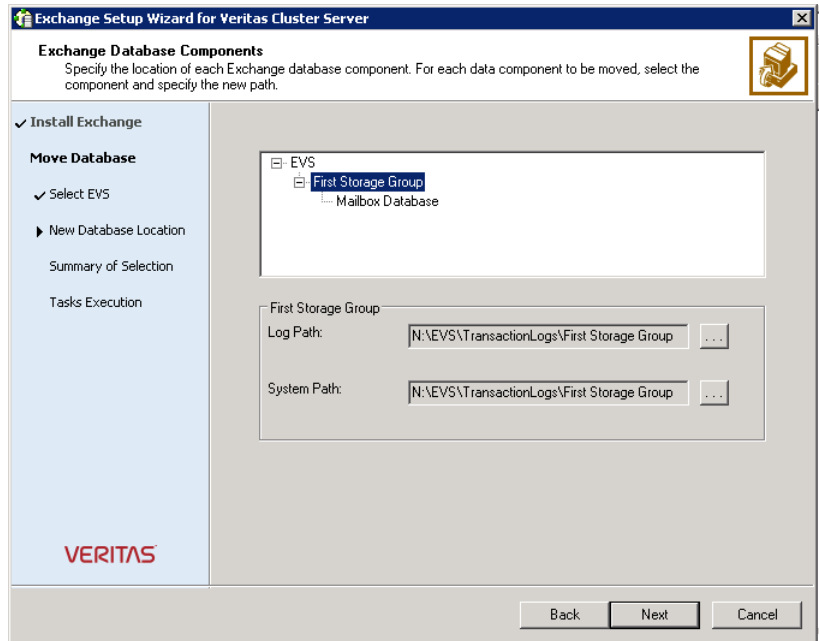 Exchange Setup Wizard for Veritas Cluster Server
Exchange Database Components
Specify the location of each Exchange database component. For each data component to be moved, select the
component and specify the new path.
Install Exchange
Move Database
Select EVS
New Database Location
Summary of Selection
Tasks Execution
VERITAS
EVS
First Storage Group
Mailbox Database
First Storage Group
Log Path:
N:\EVS\TransactionLogs\First Storage Group
...
System Path:
N:\EVS\TransactionLogs\First Storage Group
...
Back
Next
Cancel